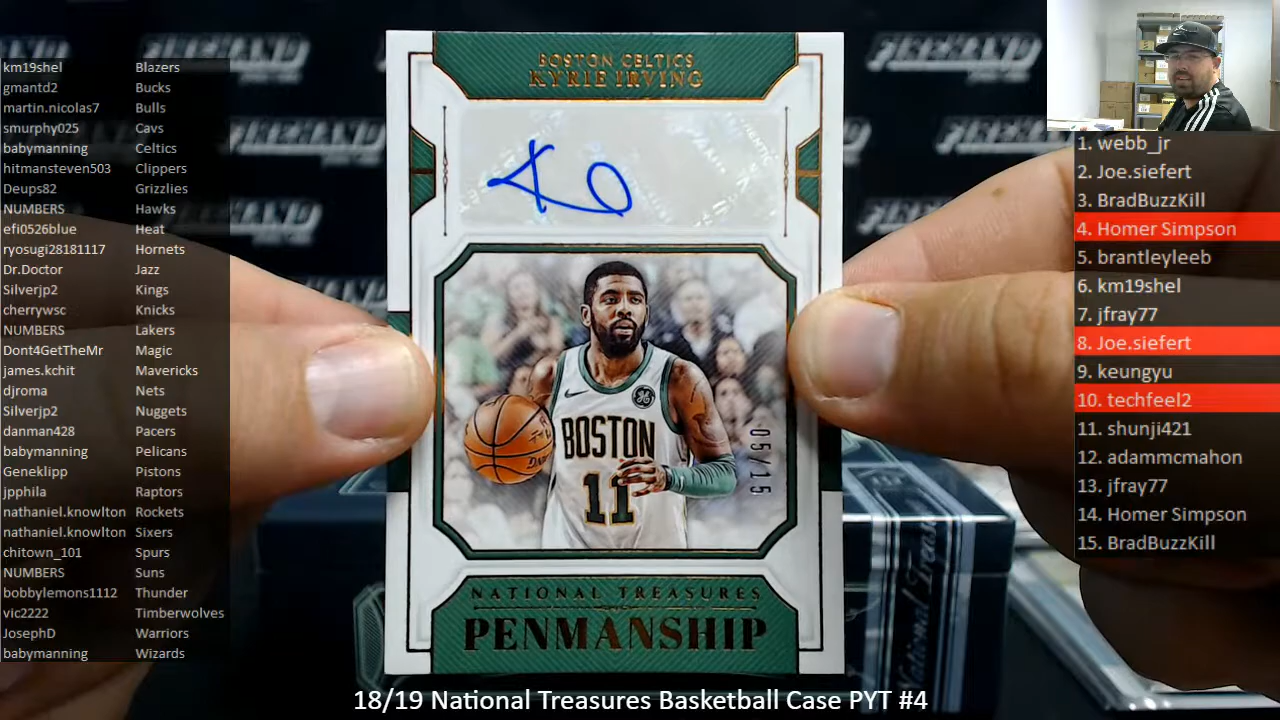 km19shel Blazers
gmantd2 Bucks
martin.nicolas7 Bulls
smurphy025 Cavs
babymanning Celtics
hitmansteven503 Clippers
Deups82 Grizzlies
NUMBERS Hawks
efi0526blue Heat
ryosugi28181117 Hornets
Dr.Doctor Jazz
Silverjp2 Kings
cherrywsc Knicks
NUMBERS Lakers
Dont4GetTheMr Magic
james.kchit Mavericks
djroma Nets
Silverjp2 Nuggets
danman428 Pacers
babymanning Pelicans
Geneklipp Pistons
jpphila Raptors
nathaniel.knowlton Rockets
nathaniel.knowlton Sixers
chitown_101 Spurs
NUMBERS Suns
bobbylemons1112 Thunder
vic2222 Timberwolves
JosephD Warriors
babymanning Wizards
BOSTON CELTICS
KYRIE IRVING
BOSTON
11
05/15
NATIONAL TREASURES
PENMANSHIP
1. webb_jr
2. Joe.siefert
3. BradBuzzKill
4. Homer Simpson
5. brantleyleeb
6. km19shel
7. jfray77
8. Joe.siefert
9. keungyu
10. techfeel2
11. shunji421
12. adammcmahon
13. jfray77
14. Homer Simpson
15. BradBuzzKill
18/19 National Treasures Basketball Case PYT #4